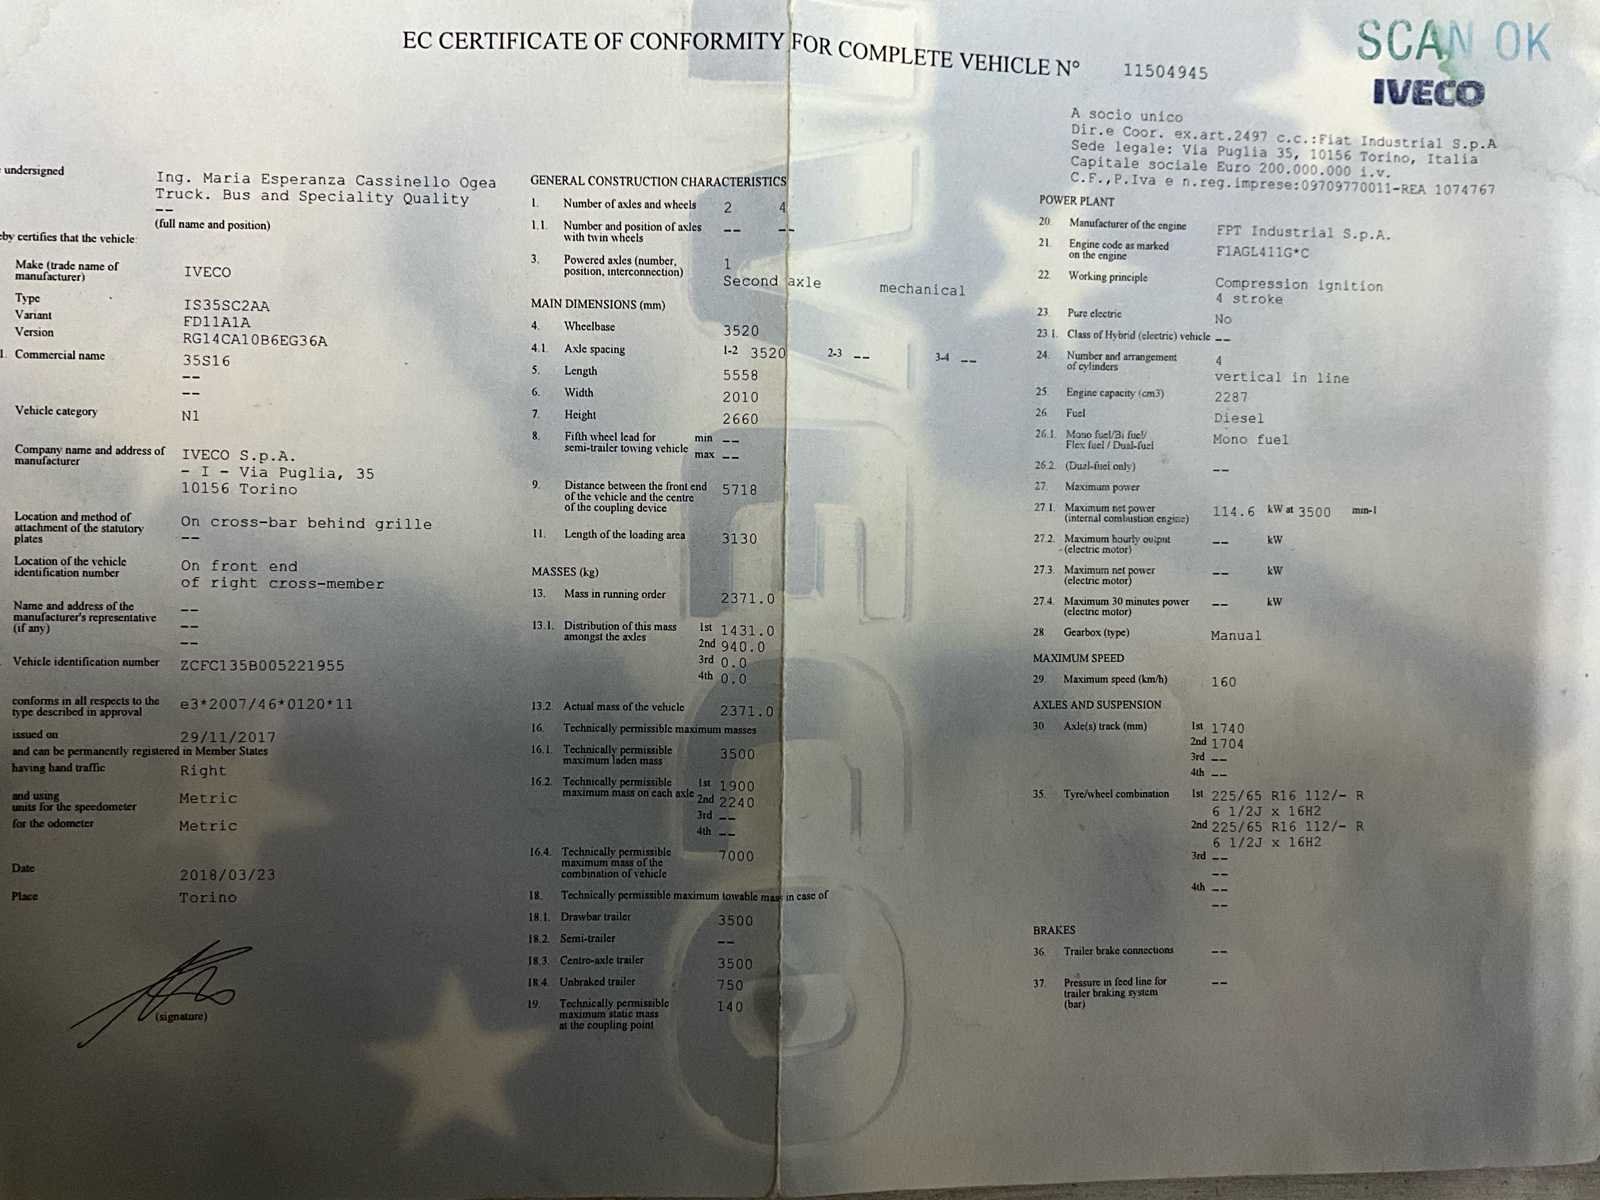 EC CERTIFICATE OF CONFORMITY FOR COMPLETE VEHICLE N° 11504945
SCAN OK
IVECO
A socio unico
Dir.e Coor. ex.art.2497 c.c.:Fiat Industrial S.p.A
Sede legale: Via Puglia 35, 10156 Torino, Italia
Capitale sociale Euro 200.000.000 i.v.
C.F.,P.Iva e n.reg.imprese:09709770011-REA 1074767
undersigned
Ing. Maria Esperanza Cassinello Ogea
Truck. Bus and Speciality Quality
--
(full name and position)
eby certifies that the vehicle:
Make (trade name of
manufacturer)
IVECO
Type
IS35SC2AA
Variant
FD11A1A
Version
RG14CA10B6EG36A
1. Commercial name
35S16
--
--
Vehicle category
N1
Company name and address of
manufacturer
IVECO S.p.A.
- I - Via Puglia, 35
10156 Torino
Location and method of
attachment of the statutory
plates
On cross-bar behind grille
--
Location of the vehicle
identification number
On front end
of right cross-member
Name and address of the
manufacturer's representative
(if any)
--
--
--
Vehicle identification number
ZCFC135B005221955
conforms in all respects to the
type described in approval
e3*2007/46*0120*11
issued on
29/11/2017
and can be permanently registered in Member States
having hand traffic
Right
and using
units for the speedometer
Metric
for the odometer
Metric
Date
2018/03/23
Place
Torino
(signature)
GENERAL CONSTRUCTION CHARACTERISTICS
1. Number of axles and wheels 2 4
1.1. Number and position of axles
with twin wheels
-- --
3. Powered axles (number,
position, interconnection)
1
Second axle mechanical
MAIN DIMENSIONS (mm)
4. Wheelbase 3520
4.1. Axle spacing 1-2 3520 2-3 -- 3-4 --
5. Length 5558
6. Width 2010
7. Height 2660
8. Fifth wheel lead for
semi-trailer towing vehicle
min --
max --
9. Distance between the front end
of the vehicle and the centre
of the coupling device
5718
11. Length of the loading area 3130
MASSES (kg)
13. Mass in running order 2371.0
13.1. Distribution of this mass
amongst the axles
1st 1431.0
2nd 940.0
3rd 0.0
4th 0.0
13.2. Actual mass of the vehicle 2371.0
16. Technically permissible maximum masses
16.1. Technically permissible
maximum laden mass
3500
16.2. Technically permissible
maximum mass on each axle
1st 1900
2nd 2240
3rd --
4th --
16.4. Technically permissible
maximum mass of the
combination of vehicle
7000
18. Technically permissible maximum towable mass in case of
18.1. Drawbar trailer 3500
18.2. Semi-trailer --
18.3. Centro-axle trailer 3500
18.4. Unbraked trailer 750
19. Technically permissible
maximum static mass
at the coupling point
140
POWER PLANT
20. Manufacturer of the engine FPT Industrial S.p.A.
21. Engine code as marked
on the engine
F1AGL411G*C
22. Working principle Compression ignition
4 stroke
23. Pure electric No
23.1. Class of Hybrid (electric) vehicle --
24. Number and arrangement
of cylinders
4
vertical in line
25. Engine capacity (cm3) 2287
26. Fuel Diesel
26.1. Mono fuel/Bi fuel/
Flex fuel / Dual-fuel
Mono fuel
26.2. (Dual-fuel only) --
27. Maximum power
27.1. Maximum net power
(internal combustion engine)
114.6 kW at 3500 min-1
27.2. Maximum hourly output
(electric motor)
-- kW
27.3. Maximum net power
(electric motor)
-- kW
27.4. Maximum 30 minutes power
(electric motor)
-- kW
28. Gearbox (type) Manual
MAXIMUM SPEED
29. Maximum speed (km/h) 160
AXLES AND SUSPENSION
30. Axle(s) track (mm) 1st 1740
2nd 1704
3rd --
4th --
35. Tyre/wheel combination 1st 225/65 R16 112/- R
6 1/2J x 16H2
2nd 225/65 R16 112/- R
6 1/2J x 16H2
3rd --
--
4th --
--
BRAKES
36. Trailer brake connections --
37. Pressure in feed line for
trailer braking system
(bar)
--